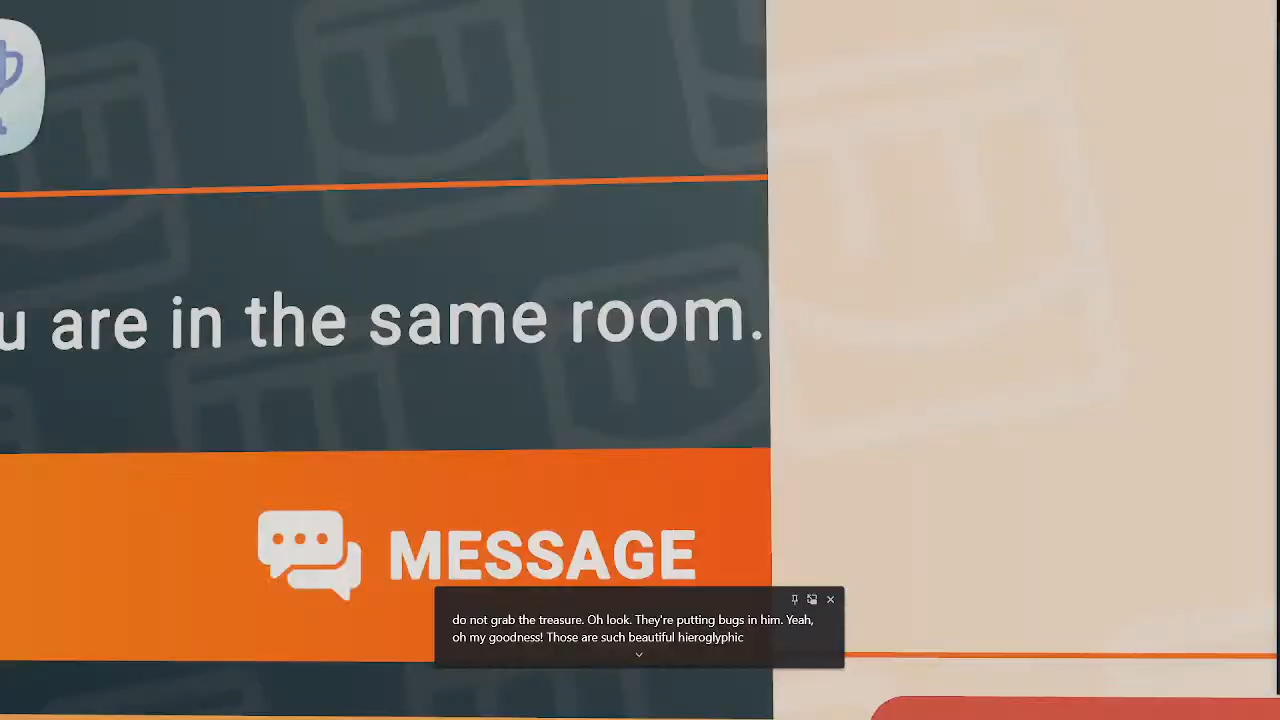 u are in the same room.
MESSAGE
do not grab the treasure. Oh look. They're putting bugs in him. Yeah,
oh my goodness! Those are such beautiful hieroglyphic